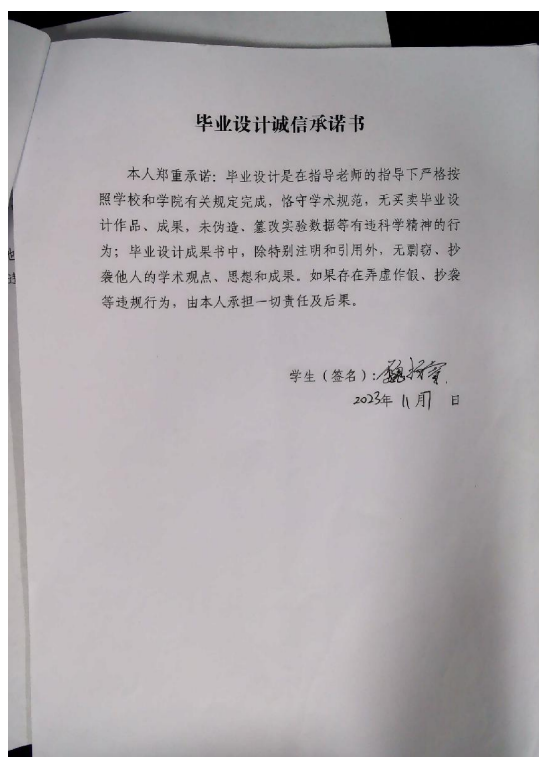 毕业设计诚信承诺书
本人郑重承诺：毕业设计是在指导老师的指导下严格按
照学校和学院有关规定完成，恪守学术规范，无买卖毕业设
计作品、成果，未伪造、篡改实验数据等有违科学精神的行
为；毕业设计成果书中，除特别注明和引用外，无剽窃、抄
袭他人的学术观点、思想和成果。如果存在弄虚作假、抄袭
等违规行为，由本人承担一切责任及后果。
学生（签名）：
2023年 11月 日